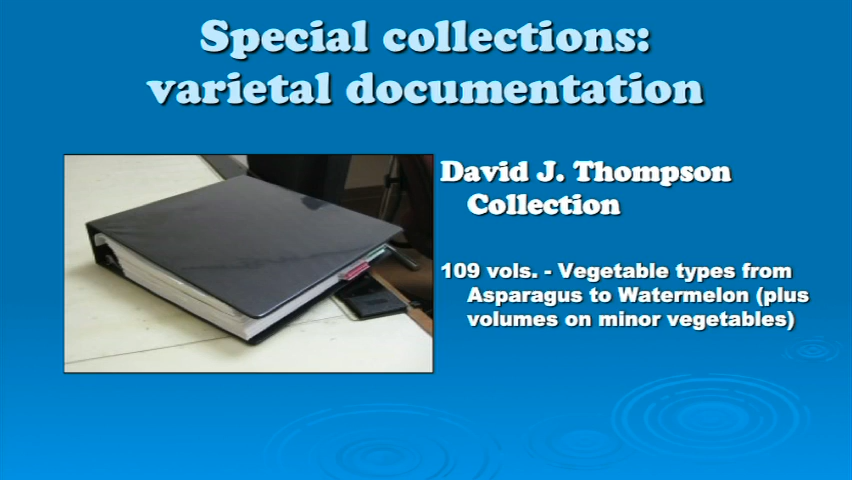 Special collections:
varietal documentation
David J. Thompson
Collection
109 vols. - Vegetable types from
Asparagus to Watermelon (plus
volumes on minor vegetables)